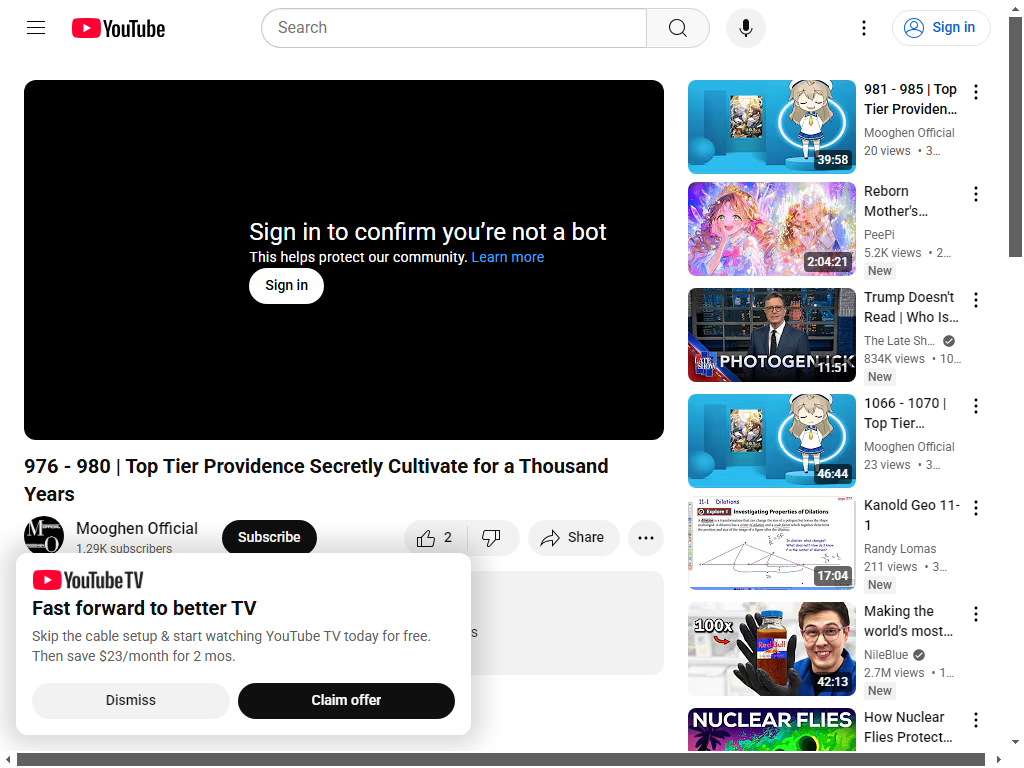 YouTube
Search
Sign in
Sign in to confirm you’re not a bot
This helps protect our community. Learn more
Sign in
976 - 980 | Top Tier Providence Secretly Cultivate for a Thousand
Years
Mooghen Official
1.29K subscribers
Subscribe
2
Share
s
YouTube TV
Fast forward to better TV
Skip the cable setup & start watching YouTube TV today for free.
Then save $23/month for 2 mos.
Dismiss
Claim offer
39:58
981 - 985 | Top
Tier Providen...
Mooghen Official
20 views • 3...
2:04:21
Reborn
Mother's...
PeePi
5.2K views • 2...
New
LATE SHOW
PHOTOGENLICK
11:51
Trump Doesn't
Read | Who Is...
The Late Sh...
834K views • 10...
New
46:44
1066 - 1070 |
Top Tier...
Mooghen Official
23 views • 3...
11-1 Dilations
Explore 1 Investigating Properties of Dilations
17:04
Kanold Geo 11-
1
Randy Lomas
211 views • 3...
New
100x
Red Bull
42:13
Making the
world's most...
NileBlue
2.7M views • 1...
New
NUCLEAR FLIES
How Nuclear
Flies Protect...